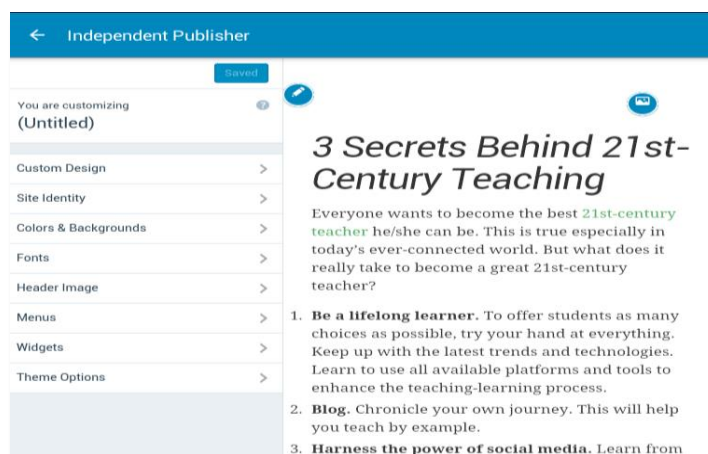 Independent Publisher
Saved
You are customizing
(Untitled)
Custom Design
Site Identity
Colors & Backgrounds
Fonts
Header Image
Menus
Widgets
Theme Options
3 Secrets Behind 21st-
Century Teaching
Everyone wants to become the best 21st-century
teacher he/she can be. This is true especially in
today's ever-connected world. But what does it
really take to become a great 21st-century
teacher?
1. Be a lifelong learner. To offer students as many
choices as possible, try your hand at everything.
Keep up with the latest trends and technologies.
Learn to use all available platforms and tools to
enhance the teaching-learning process.
2. Blog. Chronicle your own journey. This will help
you teach by example.
3. Harness the power of social media. Learn from